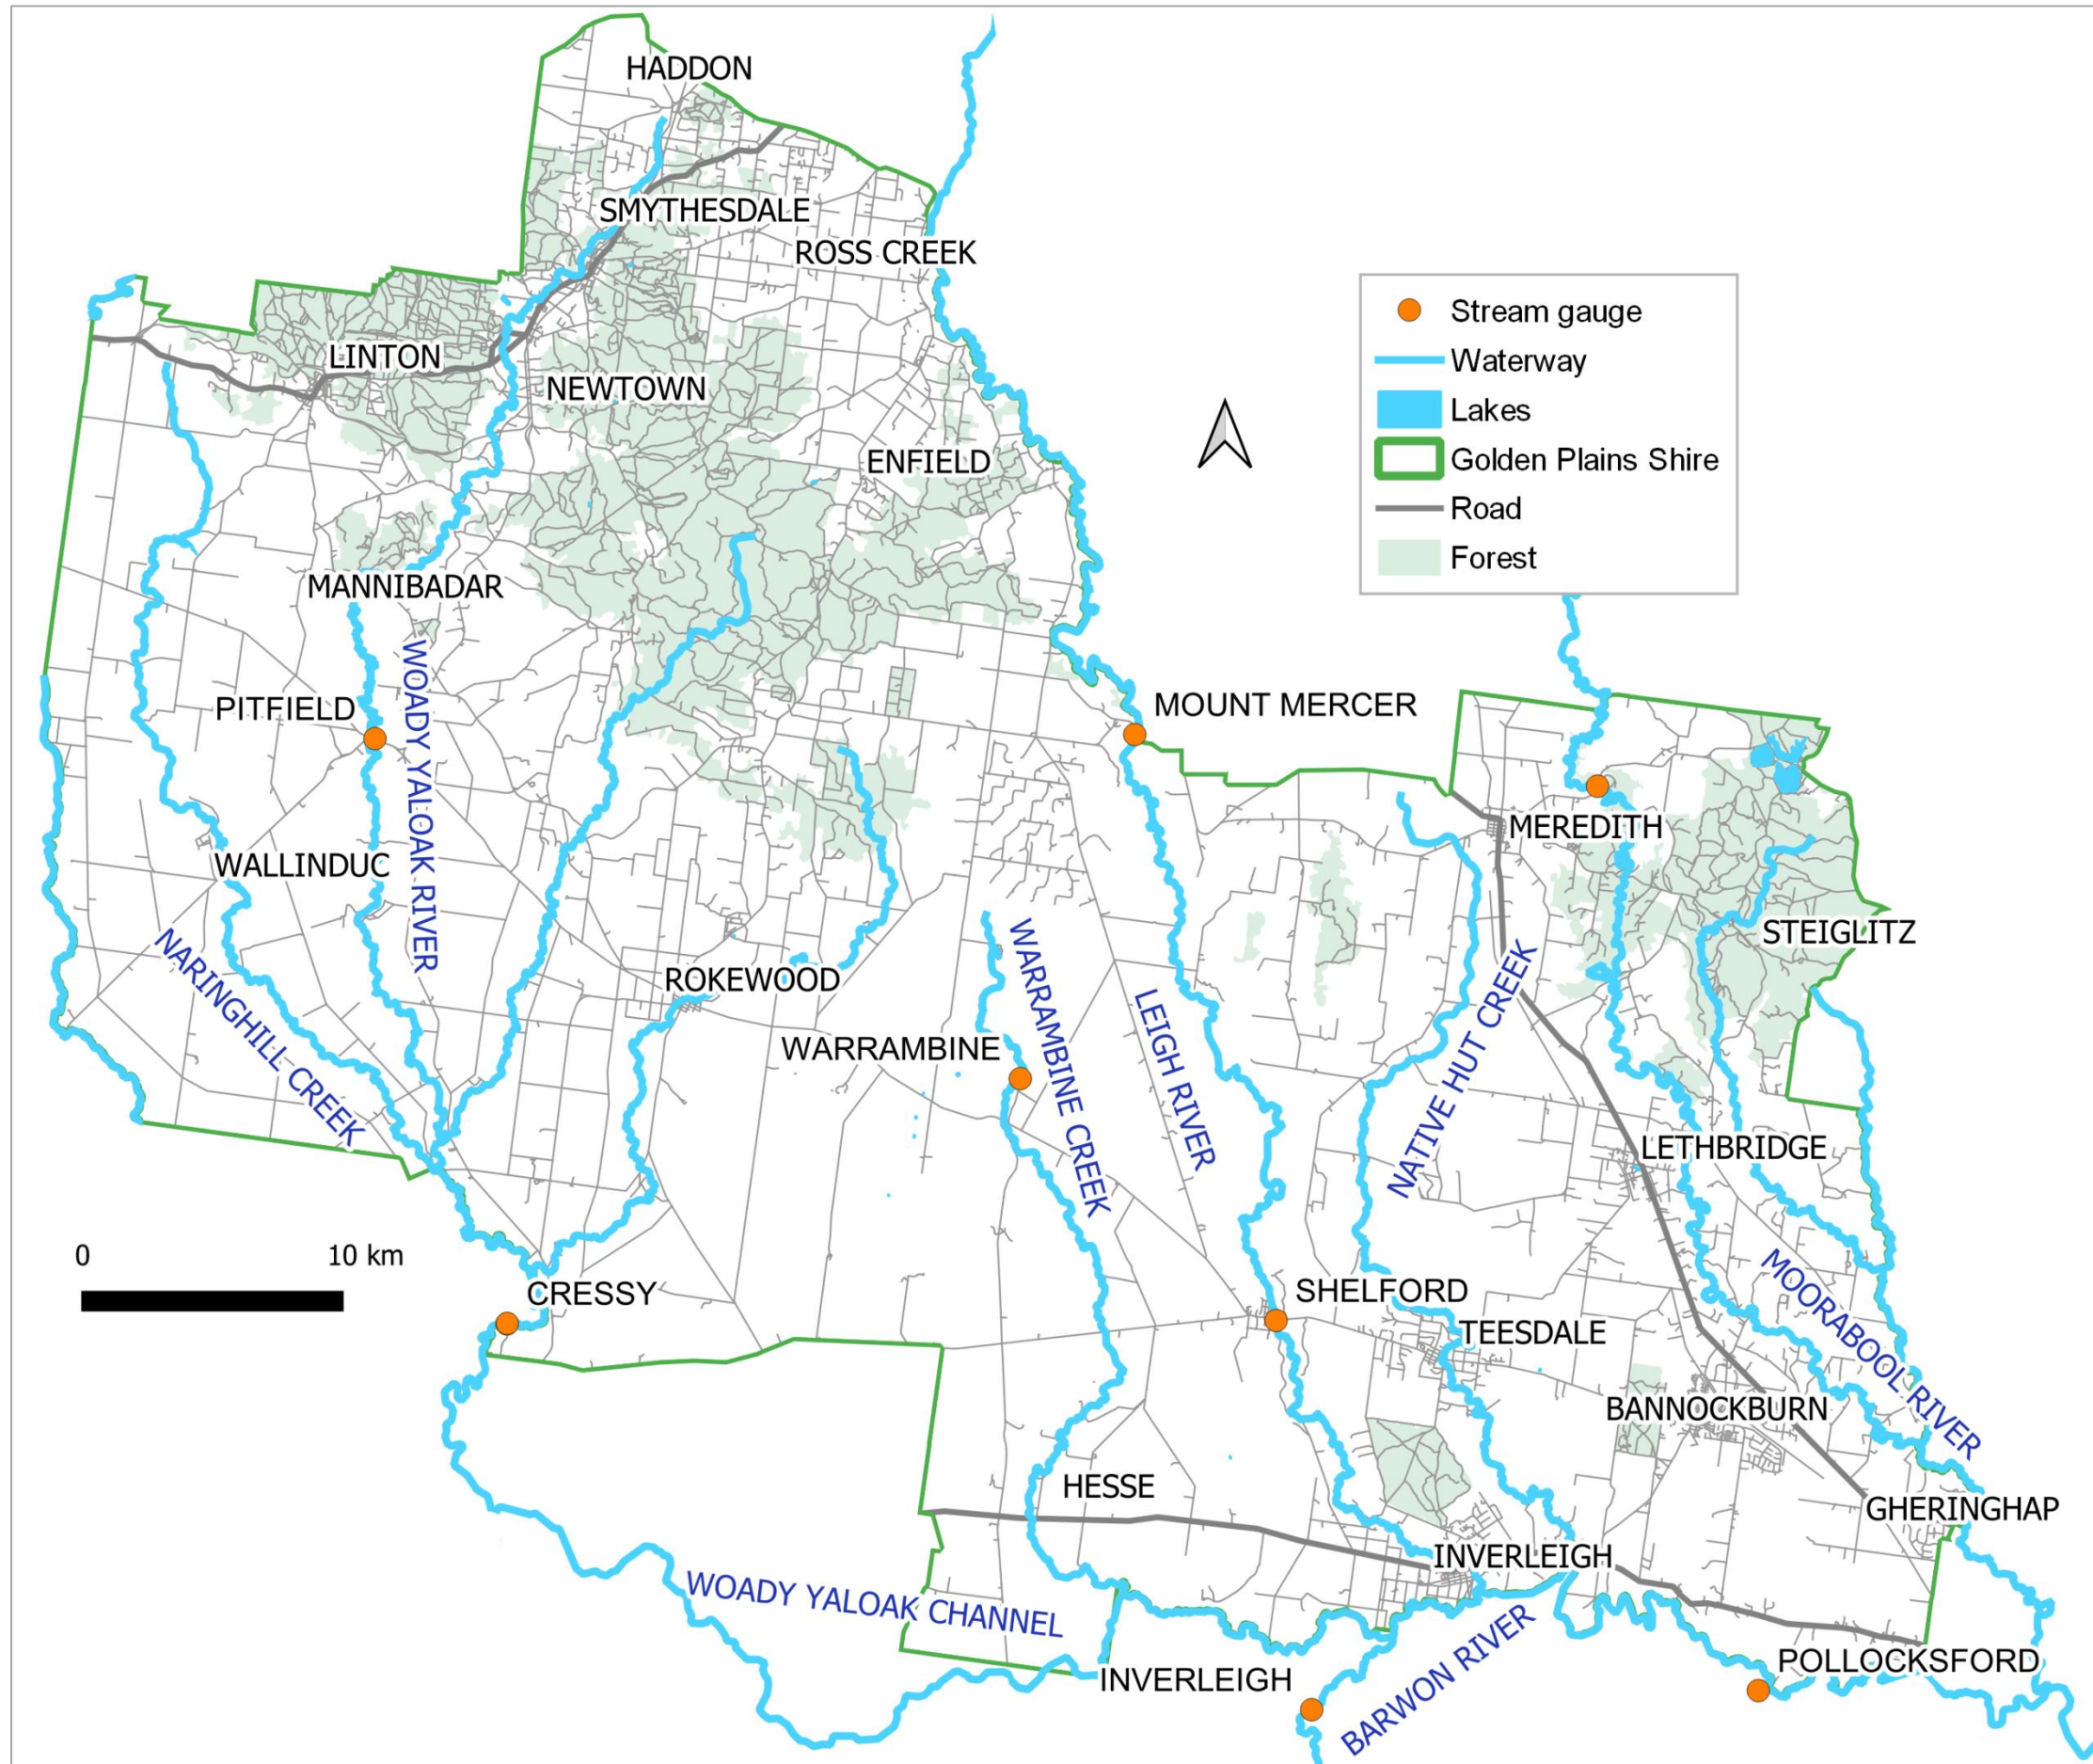 HADDON
SMYTHESDALE
ROSS CREEK
Stream gauge
Waterway
Lakes
Golden Plains Shire
Road
Forest
LINTON
NEWTOWN
ENFIELD
MANNIBADAR
WOADY YALOAK RIVER
PITFIELD
MOUNT MERCER
MEREDITH
WALLINDUC
STEIGLITZ
NARINGHILL CREEK
ROKEWOOD
WARRAMBINE
WARRAMBINE CREEK
LEIGH RIVER
NATIVE HUT CREEK
LETHBRIDGE
0 10 km
CRESSY
SHELFORD
TEESDALE
MOORABOOL RIVER
BANNOCKBURN
HESSE
GHERINGHAP
INVERLEIGH
WOADY YALOAK CHANNEL
INVERLEIGH
BARWON RIVER
POLLOCKSFORD